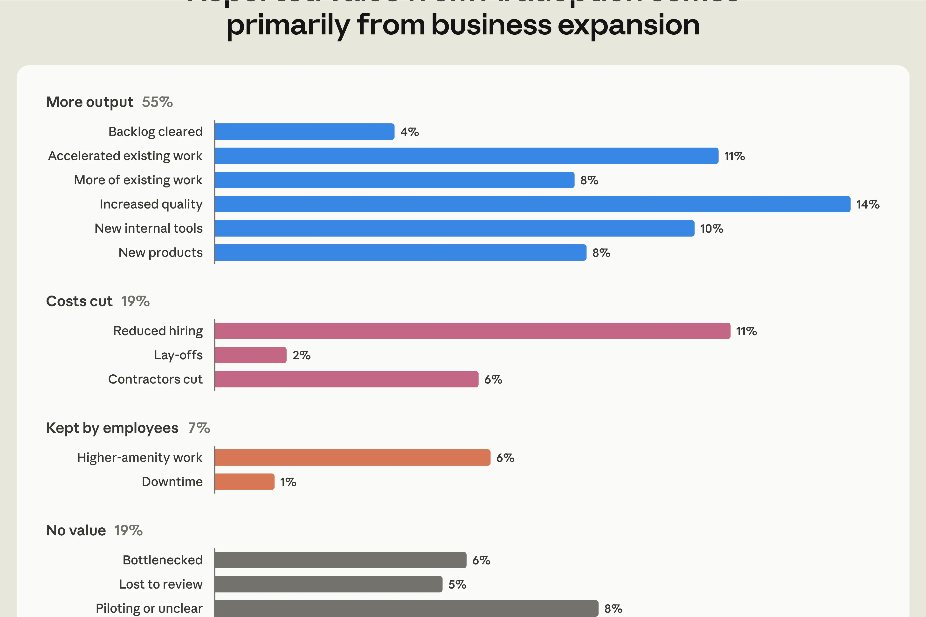 primarily from business expansion
More output 55%
Backlog cleared 4%
Accelerated existing work 11%
More of existing work 8%
Increased quality 14%
New internal tools 10%
New products 8%
Costs cut 19%
Reduced hiring 11%
Lay-offs 2%
Contractors cut 6%
Kept by employees 7%
Higher-amenity work 6%
Downtime 1%
No value 19%
Bottlenecked 6%
Lost to review 5%
Piloting or unclear 8%